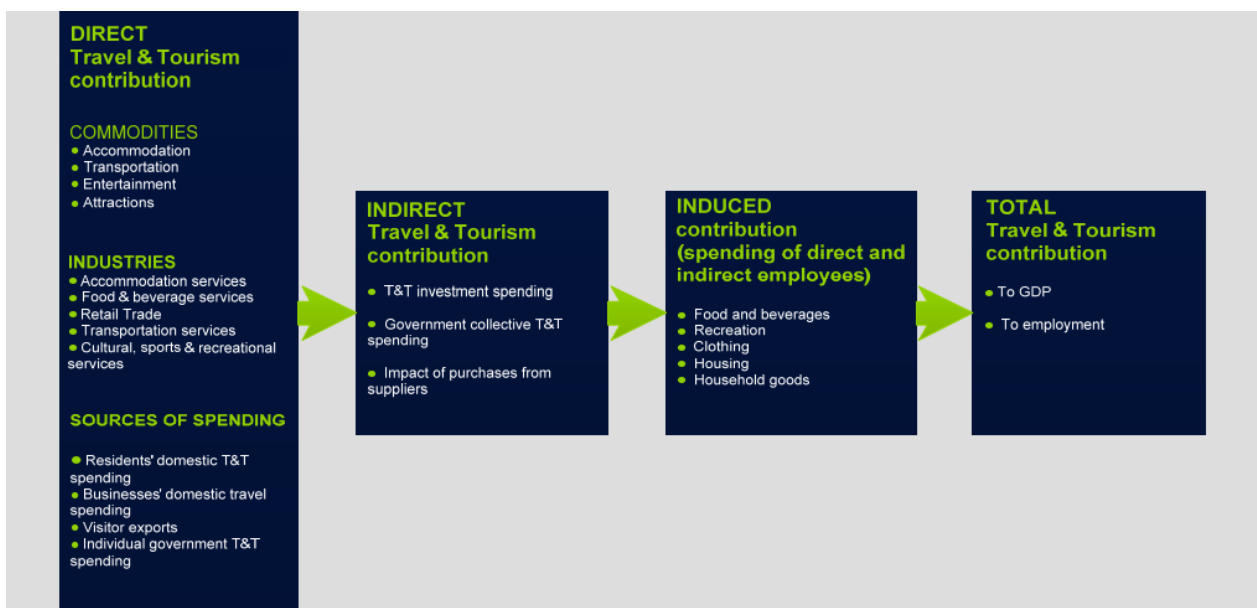 DIRECT
Travel & Tourism
contribution
COMMODITIES
• Accommodation
• Transportation
• Entertainment
• Attractions
INDUSTRIES
• Accommodation services
• Food & beverage services
• Retail Trade
• Transportation services
• Cultural, sports & recreational
services
SOURCES OF SPENDING
• Residents' domestic T&T
spending
• Businesses' domestic travel
spending
• Visitor exports
• Individual government T&T
spending
INDIRECT
Travel & Tourism
contribution
• T&T investment spending
• Government collective T&T
spending
• Impact of purchases from
suppliers
INDUCED
contribution
(spending of direct and
indirect employees)
• Food and beverages
• Recreation
• Clothing
• Housing
• Household goods
TOTAL
Travel & Tourism
contribution
• To GDP
• To employment